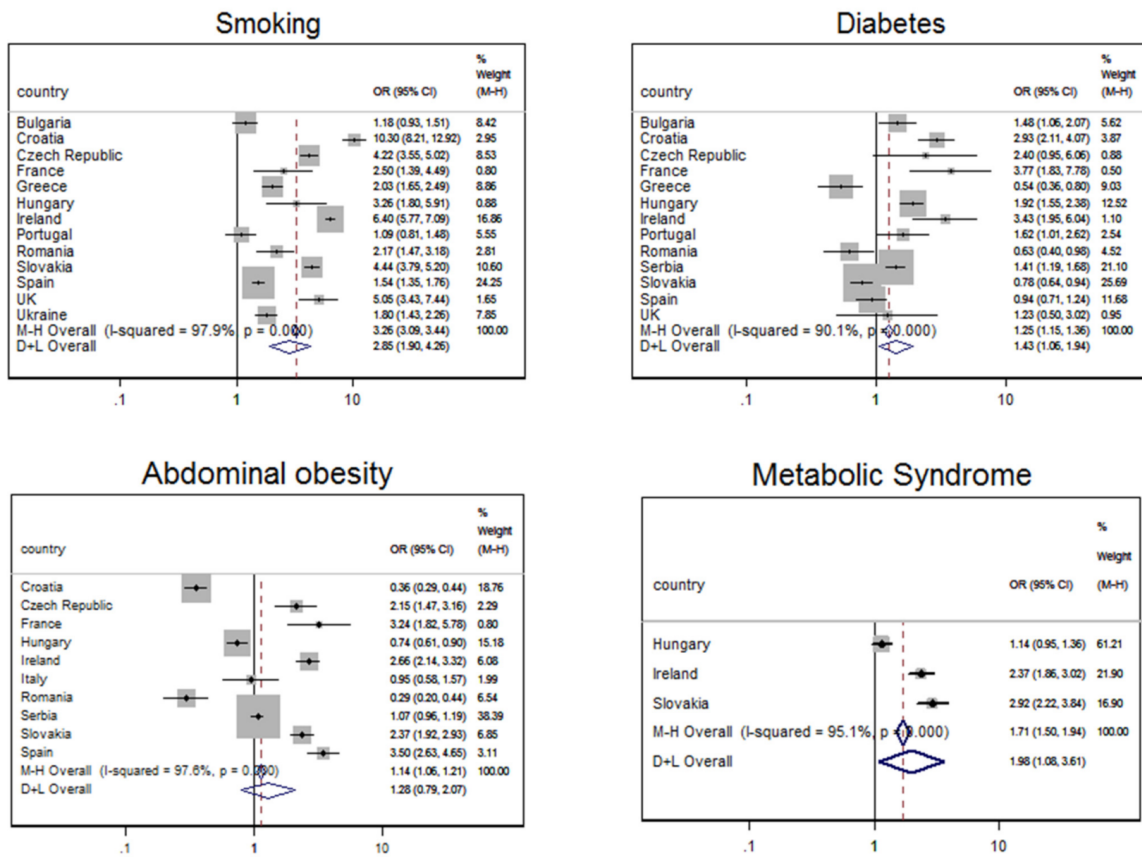 Smoking
%
Weight
country OR (95% CI) (M-H)
Bulgaria 1.18 (0.93, 1.51) 8.42
Croatia 10.30 (8.21, 12.92) 2.95
Czech Republic 4.22 (3.55, 5.02) 8.53
France 2.50 (1.39, 4.49) 0.80
Greece 2.03 (1.65, 2.49) 8.86
Hungary 3.26 (1.80, 5.91) 0.88
Ireland 6.40 (5.77, 7.09) 16.86
Portugal 1.09 (0.81, 1.48) 5.55
Romania 2.17 (1.47, 3.18) 2.81
Slovakia 4.44 (3.79, 5.20) 10.60
Spain 1.54 (1.35, 1.76) 24.25
UK 5.05 (3.43, 7.44) 1.65
Ukraine 1.80 (1.43, 2.26) 7.85
M-H Overall (I-squared = 97.9%, p = 0.000) 3.26 (3.09, 3.44) 100.00
D+L Overall 2.85 (1.90, 4.26)
.1 1 10
Diabetes
%
Weight
country OR (95% CI) (M-H)
Bulgaria 1.48 (1.06, 2.07) 5.62
Croatia 2.93 (2.11, 4.07) 3.87
Czech Republic 2.40 (0.95, 6.06) 0.88
France 3.77 (1.83, 7.78) 0.50
Greece 0.54 (0.36, 0.80) 9.03
Hungary 1.92 (1.55, 2.38) 12.52
Ireland 3.43 (1.95, 6.04) 1.10
Portugal 1.62 (1.01, 2.62) 2.54
Romania 0.63 (0.40, 0.98) 4.52
Serbia 1.41 (1.19, 1.68) 21.10
Slovakia 0.78 (0.64, 0.94) 25.69
Spain 0.94 (0.71, 1.24) 11.68
UK 1.23 (0.50, 3.02) 0.95
M-H Overall (I-squared = 90.1%, p = 0.000) 1.25 (1.15, 1.36) 100.00
D+L Overall 1.43 (1.06, 1.94)
.1 1 10
Abdominal obesity
%
Weight
country OR (95% CI) (M-H)
Croatia 0.36 (0.29, 0.44) 18.76
Czech Republic 2.15 (1.47, 3.16) 2.29
France 3.24 (1.82, 5.78) 0.80
Hungary 0.74 (0.61, 0.90) 15.18
Ireland 2.66 (2.14, 3.32) 6.08
Italy 0.95 (0.58, 1.57) 1.99
Romania 0.29 (0.20, 0.44) 6.54
Serbia 1.07 (0.96, 1.19) 38.39
Slovakia 2.37 (1.92, 2.93) 6.85
Spain 3.50 (2.63, 4.65) 3.11
M-H Overall (I-squared = 97.6%, p = 0.000) 1.14 (1.06, 1.21) 100.00
D+L Overall 1.28 (0.79, 2.07)
.1 1 10
Metabolic Syndrome
%
Weight
country OR (95% CI) (M-H)
Hungary 1.14 (0.95, 1.36) 61.21
Ireland 2.37 (1.86, 3.02) 21.90
Slovakia 2.92 (2.22, 3.84) 16.90
M-H Overall (I-squared = 95.1%, p = 0.000) 1.71 (1.50, 1.94) 100.00
D+L Overall 1.98 (1.08, 3.61)
.1 1 10